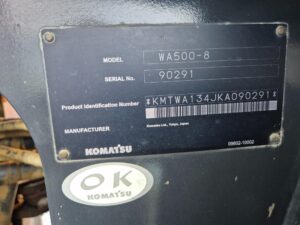 MODEL WA500-8
SERIAL No. 90291
Product Identification Number *KMTWA134JKA090291*
MANUFACTURER Komatsu Ltd., Tokyo, Japan
KOMATSU 09602-10002
OK
KOMATSU